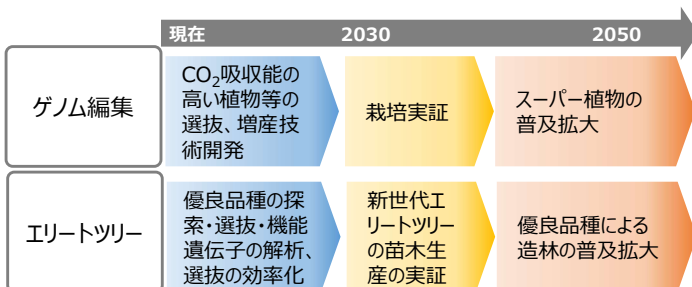 現在 2030 2050
ゲノム編集
CO₂吸収能の
高い植物等の
選抜、増産技
術開発
栽培実証
スーパー植物の
普及拡大
エリートツリー
優良品種の探
索・選抜・機能
遺伝子の解析、
選抜の効率化
新世代エ
リートツリー
の苗木生
産の実証
優良品種による
造林の普及拡大